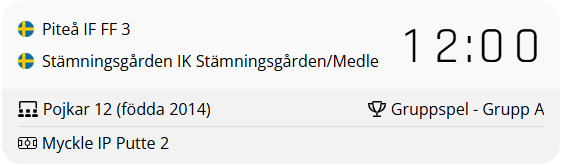 Piteå IF FF 3
Stämningsgården IK Stämningsgården/Medle
12:00
Pojkar 12 (födda 2014)
Gruppspel - Grupp A
Myckle IP Putte 2